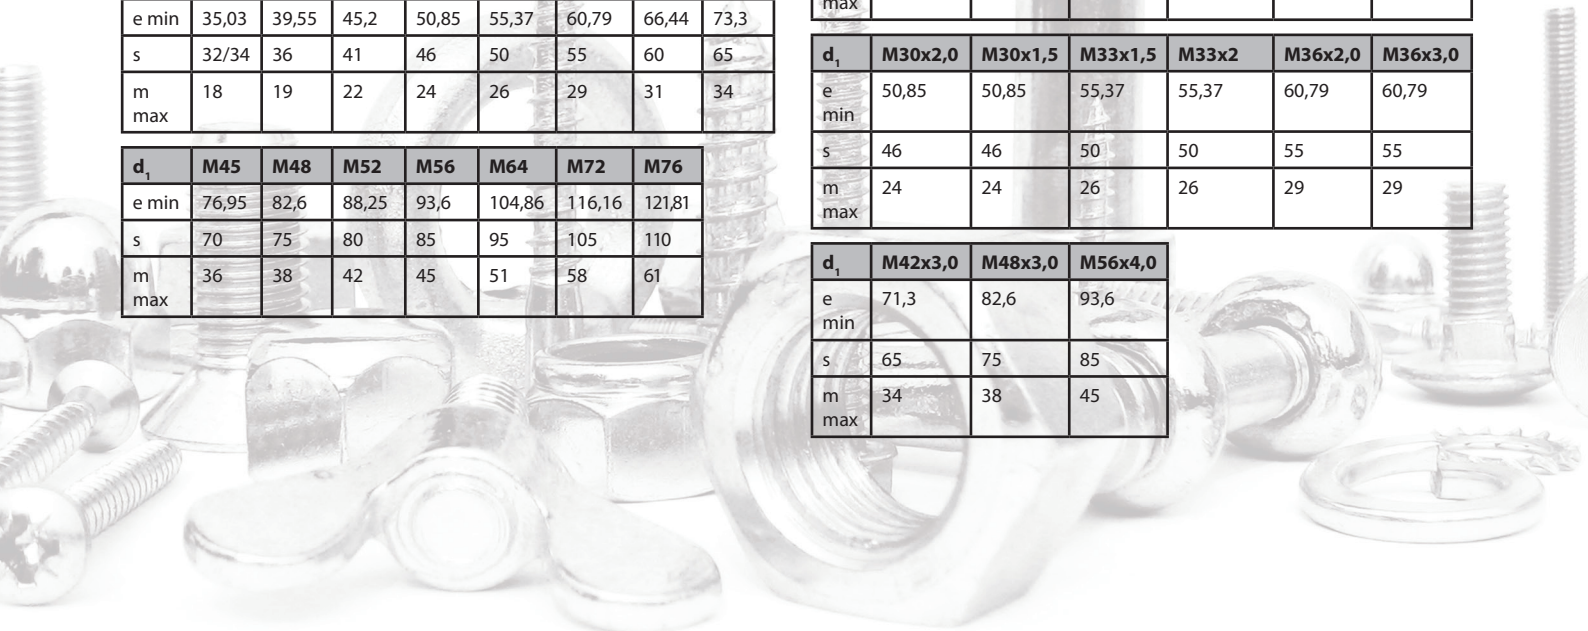 e min 35,03 39,55 45,2 50,85 55,37 60,79 66,44 73,3
s 32/34 36 41 46 50 55 60 65
m 18 19 22 24 26 29 31 34
max
d1 M45 M48 M52 M56 M64 M72 M76
e min 76,95 82,6 88,25 93,6 104,86 116,16 121,81
s 70 75 80 85 95 105 110
m 36 38 42 45 51 58 61
max
max
d1 M30x2,0 M30x1,5 M33x1,5 M33x2 M36x2,0 M36x3,0
e 50,85 50,85 55,37 55,37 60,79 60,79
min
s 46 46 50 50 55 55
m 24 24 26 26 29 29
max
d1 M42x3,0 M48x3,0 M56x4,0
e 71,3 82,6 93,6
min
s 65 75 85
m 34 38 45
max